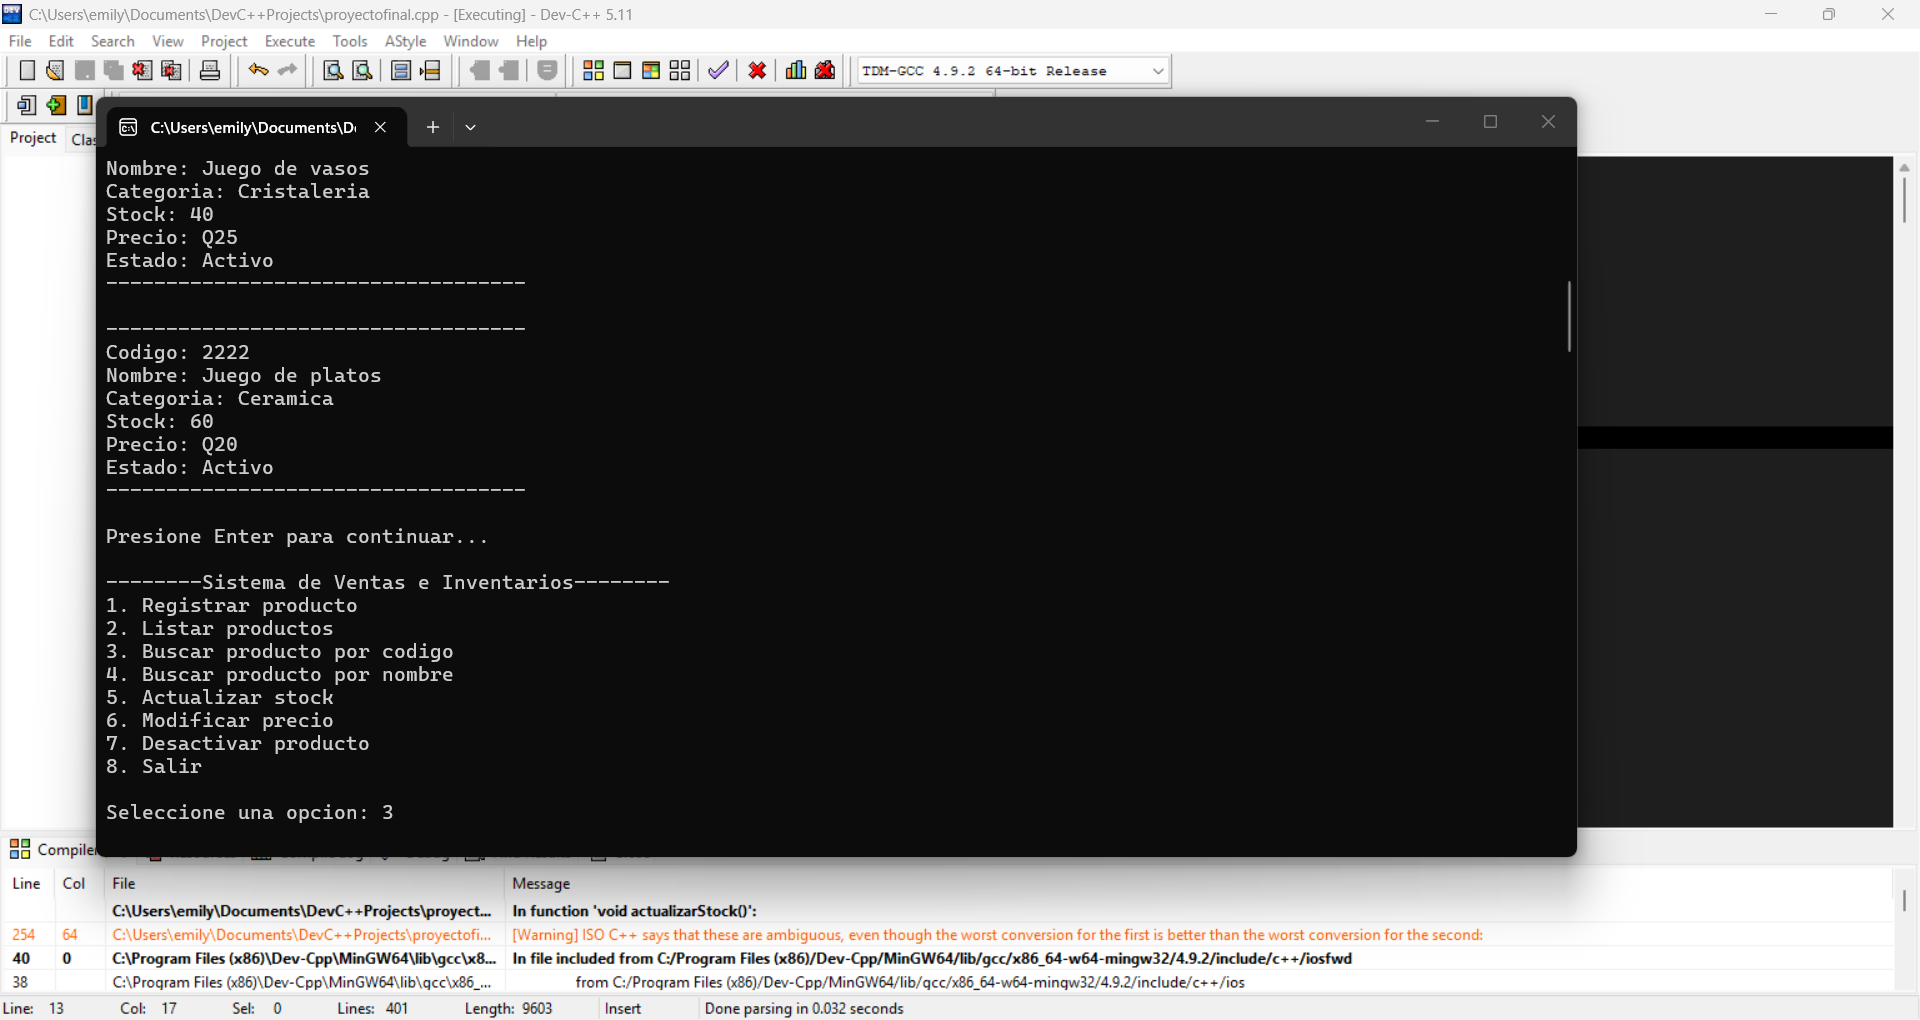 C:\Users\emily\Documents\DevC++Projects\proyectofinal.cpp - [Executing] - Dev-C++ 5.11
File Edit Search View Project Execute Tools AStyle Window Help
TDM-GCC 4.9.2 64-bit Release
Project Clas
C:\Users\emily\Documents\D
Nombre: Juego de vasos
Categoria: Cristaleria
Stock: 40
Precio: Q25
Estado: Activo
-----------------------------------
-----------------------------------
Codigo: 2222
Nombre: Juego de platos
Categoria: Ceramica
Stock: 60
Precio: Q20
Estado: Activo
-----------------------------------
Presione Enter para continuar...
--------Sistema de Ventas e Inventarios--------
1. Registrar producto
2. Listar productos
3. Buscar producto por codigo
4. Buscar producto por nombre
5. Actualizar stock
6. Modificar precio
7. Desactivar producto
8. Salir
Seleccione una opcion: 3
Compiler
Line Col File Message
C:\Users\emily\Documents\DevC++Projects\proyect... In function 'void actualizarStock()':
254 64 C:\Users\emily\Documents\DevC++Projects\proyectofi... [Warning] ISO C++ says that these are ambiguous, even though the worst conversion for the first is better than the worst conversion for the second:
40 0 C:\Program Files (x86)\Dev-Cpp\MinGW64\lib\gcc\x8... In file included from C:/Program Files (x86)/Dev-Cpp/MinGW64/lib/gcc/x86_64-w64-mingw32/4.9.2/include/c++/iosfwd
38 C:\Program Files (x86)\Dev-Cpp\MinGW64\lib\gcc\x86_... from C:/Program Files (x86)/Dev-Cpp/MinGW64/lib/gcc/x86_64-w64-mingw32/4.9.2/include/c++/ios
Line: 13 Col: 17 Sel: 0 Lines: 401 Length: 9603 Insert Done parsing in 0.032 seconds